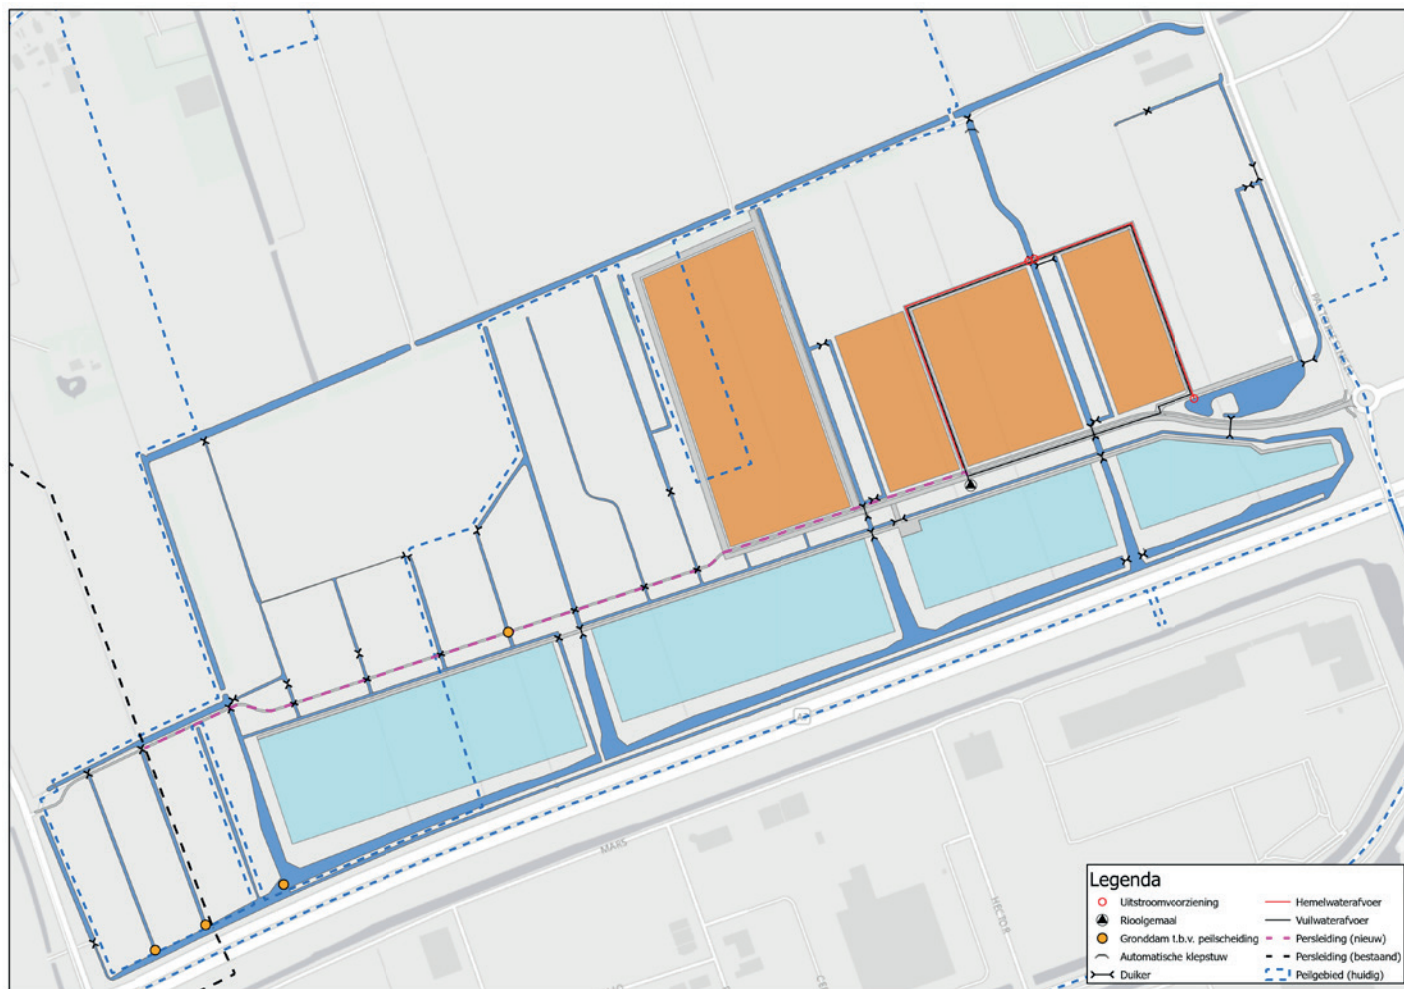 MARS
HECTOR
Legenda
Uitstroomvoorziening
Rioolgemaal
Gronddam t.b.v. peilscheiding
Automatische klepstuw
Duiker
Hemelwaterafvoer
Vuilwaterafvoer
Persleiding (nieuw)
Persleiding (bestaand)
Peilgebied (huidig)